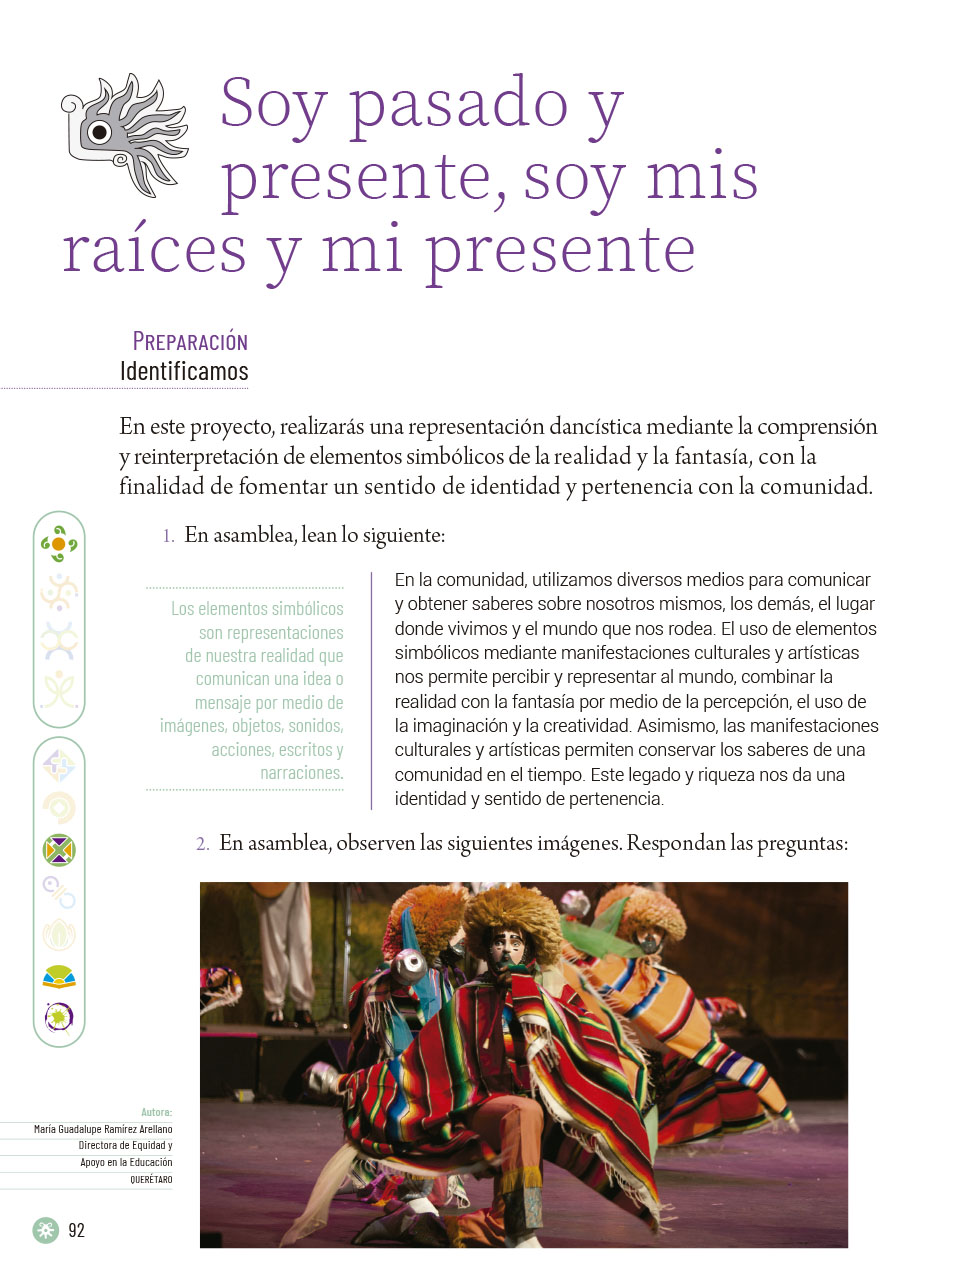 Soy pasado y
presente, soy mis
raíces y mi presente
Preparación
Identificamos
En este proyecto, realizarás una representación dancística mediante la comprensión
y reinterpretación de elementos simbólicos de la realidad y la fantasía, con la
finalidad de fomentar un sentido de identidad y pertenencia con la comunidad.
1. En asamblea, lean lo siguiente:
Los elementos simbólicos
son representaciones
de nuestra realidad que
comunican una idea o
mensaje por medio de
imágenes, objetos, sonidos,
acciones, escritos y
narraciones.
En la comunidad, utilizamos diversos medios para comunicar
y obtener saberes sobre nosotros mismos, los demás, el lugar
donde vivimos y el mundo que nos rodea. El uso de elementos
simbólicos mediante manifestaciones culturales y artísticas
nos permite percibir y representar al mundo, combinar la
realidad con la fantasía por medio de la percepción, el uso de
la imaginación y la creatividad. Asimismo, las manifestaciones
culturales y artísticas permiten conservar los saberes de una
comunidad en el tiempo. Este legado y riqueza nos da una
identidad y sentido de pertenencia.
2. En asamblea, observen las siguientes imágenes. Respondan las preguntas:
Autora:
María Guadalupe Ramírez Arellano
Directora de Equidad y
Apoyo en la Educación
QUERÉTARO
92